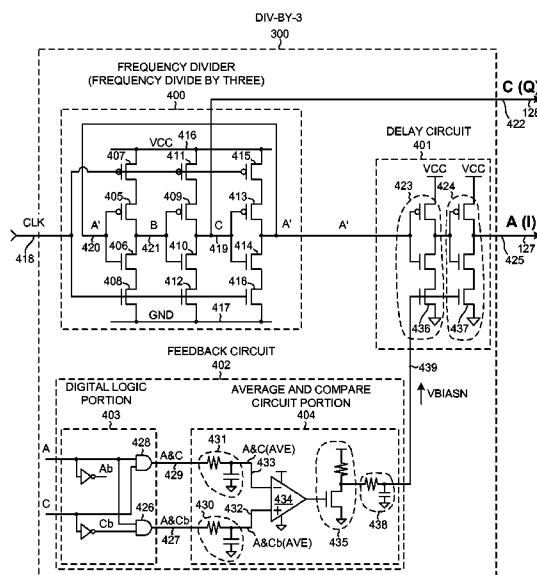 DIV-BY-3
300
FREQUENCY DIVIDER
(FREQUENCY DIVIDE BY THREE)
400
C (Q)
128
422
VCC 416
407 411 415
DELAY CIRCUIT
401
423 VCC 424 VCC
405 409 413
CLK
418
A' B C A' A' A (I)
420 421 419 425 127
406 410 414
408 412 416
417
GND
436 437
439
FEEDBACK CIRCUIT
402
VBIASN
DIGITAL LOGIC
PORTION
403
AVERAGE AND COMPARE
CIRCUIT PORTION
404
A
428 A&C 431 A&C(AVE)
429 433
Ab
C
426 430 432 434
Cb A&Cb
427 A&Cb(AVE) 435 438